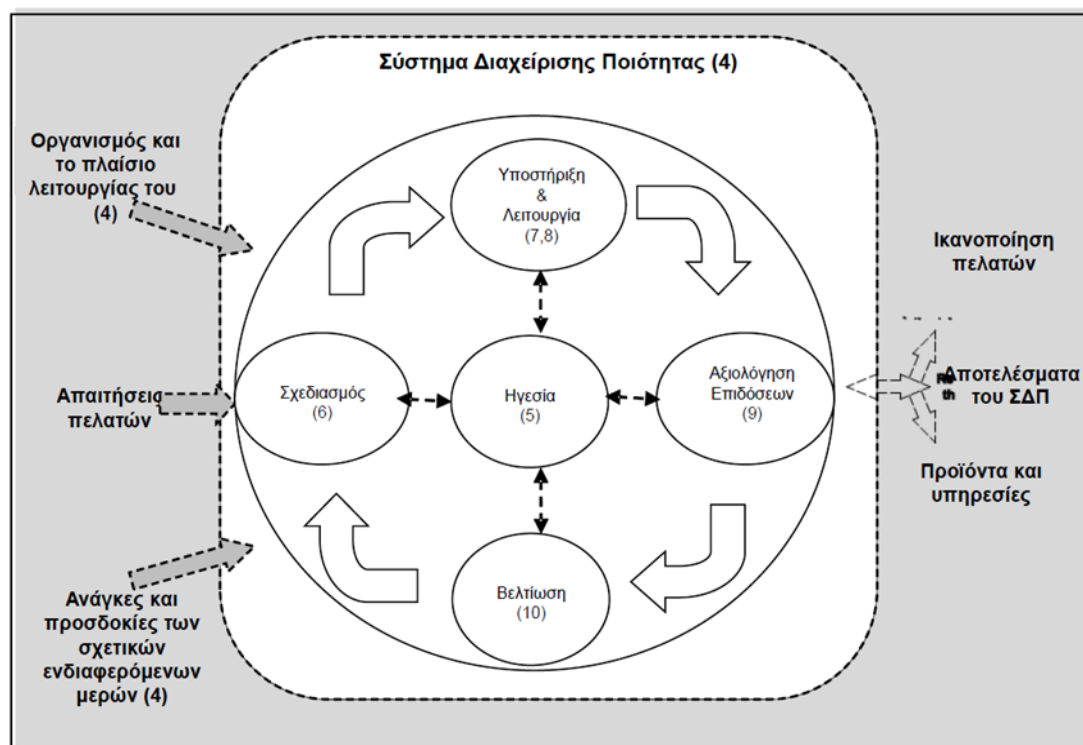 Σύστημα Διαχείρισης Ποιότητας (4)
Οργανισμός και
το πλαίσιο
λειτουργίας του
(4)
Απαιτήσεις
πελατών
Ανάγκες και
προσδοκίες των
σχετικών
ενδιαφερόμενων
μερών (4)
Υποστήριξη
&
Λειτουργία
(7,8)
Σχεδιασμός
(6)
Ηγεσία
(5)
Αξιολόγηση
Επιδόσεων
(9)
Βελτίωση
(10)
Ικανοποίηση
πελατών
Αποτελέσματα
του ΣΔΠ
Προϊόντα και
υπηρεσίες